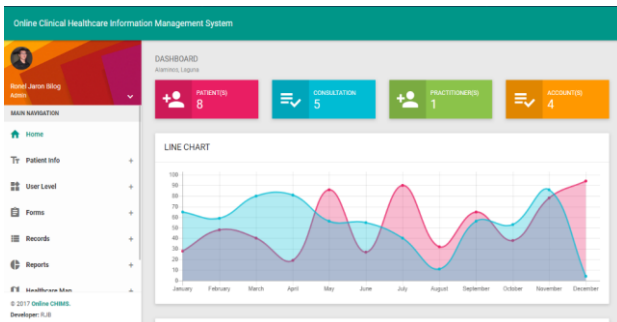 Online Clinical Healthcare Information Management System
Ronel Jaron Bilog
Admin
MAIN NAVIGATION
Home
Tт Patient Info +
User Level +
Forms +
Records +
Reports +
Healthcare Map
© 2017 Online CHIMS.
Developer: RJB
DASHBOARD
Alaminos, Laguna
PATIENT(S)
8
CONSULTATION
5
PRACTITIONER(S)
1
ACCOUNT(S)
4
LINE CHART
100
90
80
70
60
50
40
30
20
10
0
January February March April May June July August September October November December